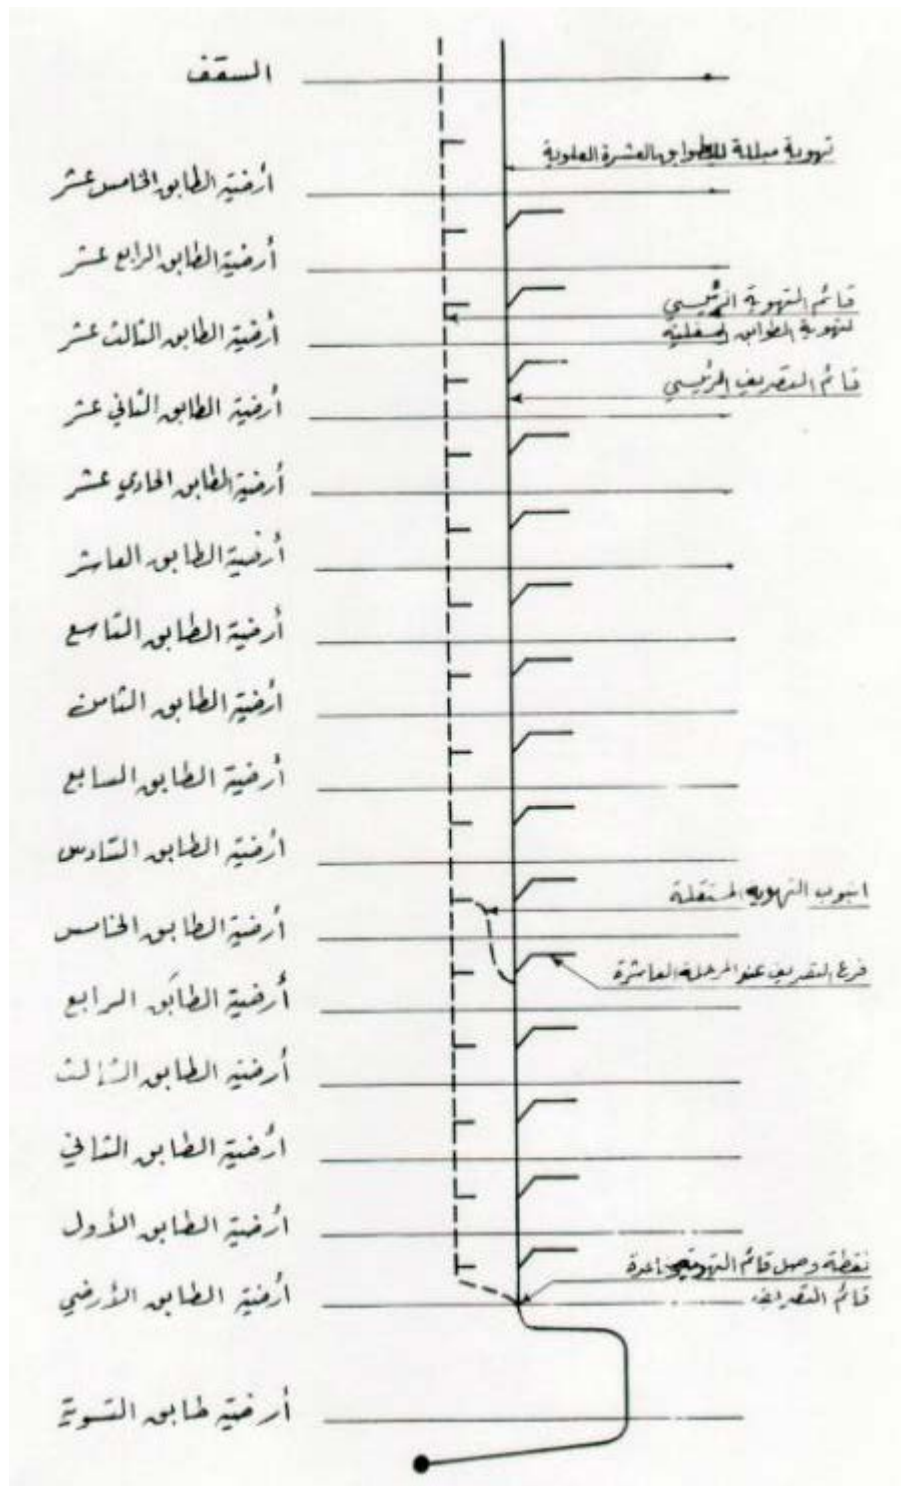 السقف
تهوية مبللة للطوابق العشرة العلوية
أرضية الطابق الخامس عشر
أرضية الطابق الرابع عشر
قائم التهوية الرئيسي
لتهوية الطوابق السفلية
أرضية الطابق الثالث عشر
قائم التصريف الرئيسي
أرضية الطابق الثاني عشر
أرضية الطابق الحادي عشر
أرضية الطابق العاشر
أرضية الطابق التاسع
أرضية الطابق الثامن
أرضية الطابق السابع
أرضية الطابق السادس
انبوب التهوية المستقلة
أرضية الطابق الخامس
فرع التصريف عند المرحلة العاشرة
أرضية الطابق الرابع
أرضية الطابق الثالث
أرضية الطابق الثاني
أرضية الطابق الأول
نقطة وصل قائم التهوية
قائم التصريف
أرضية الطابق الأرضي
أرضية طابق التسوية